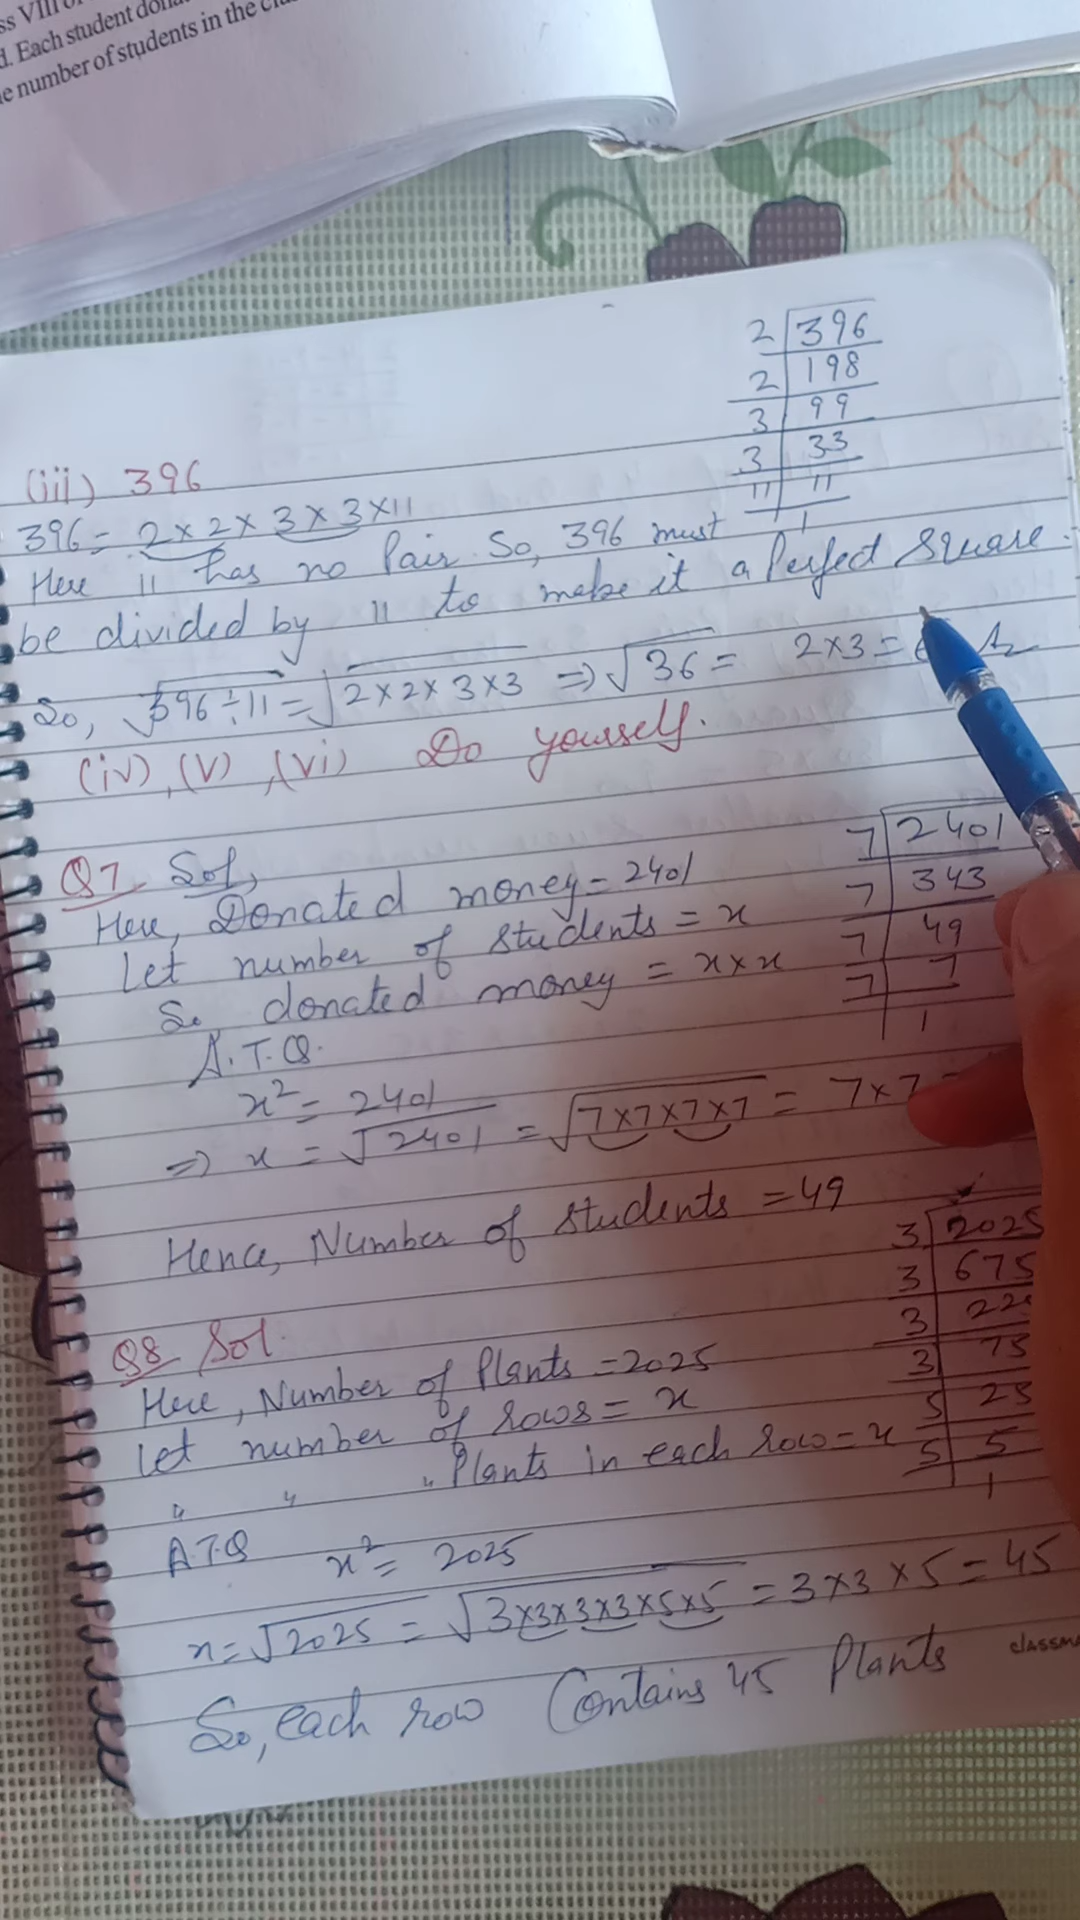 ss VIII
d. Each student
e number of students in the
2 | 396
2 | 198
3 | 99
3 | 33
11 | 11
1
(iii) 396
396 = 2 × 2 × 3 × 3 × 11
Here 11 has no Pair. So, 396 must
be divided by 11 to make it a Perfect Square.
So, √396 ÷ 11 = √2 × 2 × 3 × 3 ⇒ √36 = 2 × 3 =
(iv), (v), (vi) Do yourself.
Q7 Sol,
Here, Donated money = 2401
Let number of students = x
So donated money = x × x
A.T.Q.
x² = 2401
⇒ x = √2401 = √7×7×7×7 = 7 × 7
7 | 2401
7 | 343
7 | 49
7 | 7
1
Hence, Number of students = 49
Q8 Sol.
Here, Number of Plants = 2025
Let number of rows = x
" " " Plants in each row = x
A.T.Q x² = 2025
x = √2025 = √3×3×3×3×5×5 = 3×3×5 = 45
So, each row Contains 45 Plants
3 | 2025
3 | 675
3 | 22
3 | 75
5 | 25
5 | 5
1